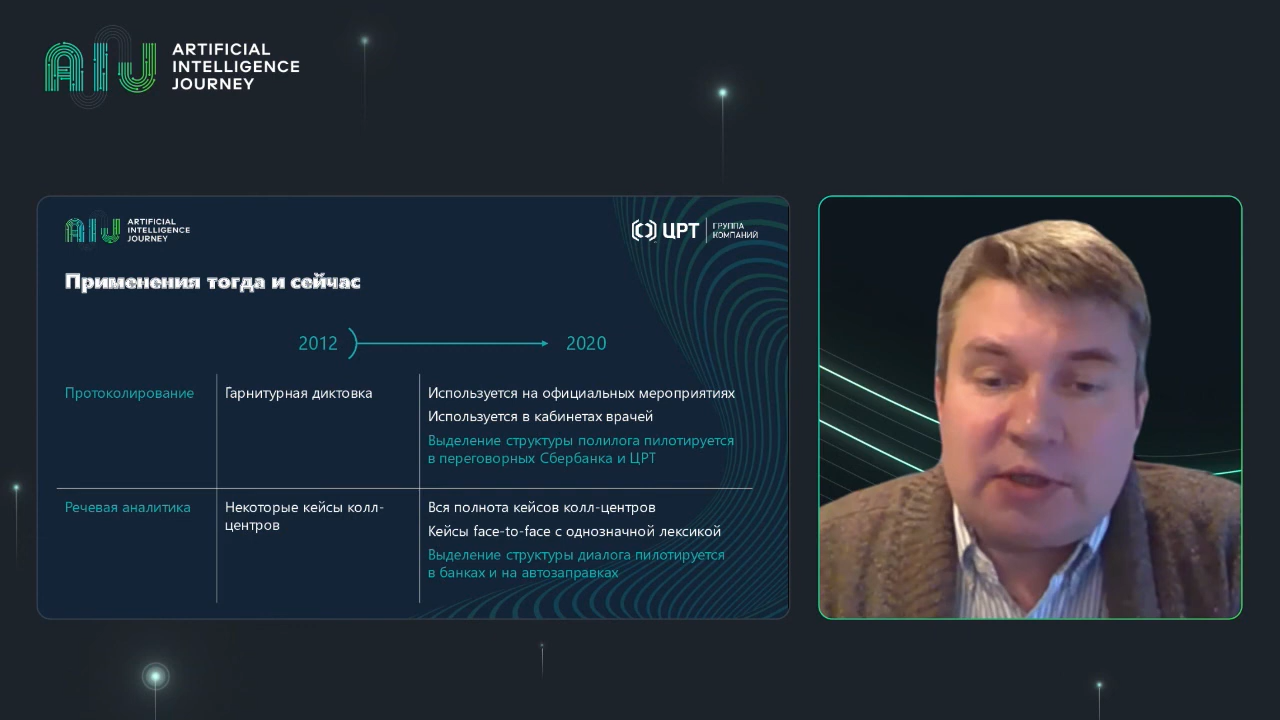 ARTIFICIAL
INTELLIGENCE
JOURNEY
ARTIFICIAL
INTELLIGENCE
JOURNEY
ЦРТ ГРУППА
КОМПАНИЙ
Применения тогда и сейчас
2012 2020
Протоколирование
Гарнитурная диктовка
Используется на официальных мероприятиях
Используется в кабинетах врачей
Выделение структуры полилога пилотируется
в переговорных Сбербанка и ЦРТ
Речевая аналитика
Некоторые кейсы колл-
центров
Вся полнота кейсов колл-центров
Кейсы face-to-face с однозначной лексикой
Выделение структуры диалога пилотируется
в банках и на автозаправках